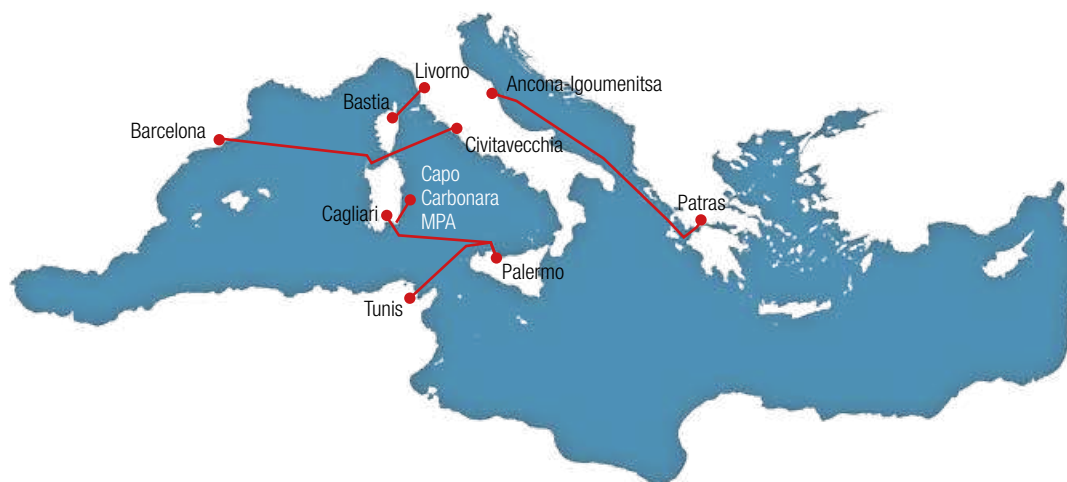 Livorno
Ancona-Igoumenitsa
Bastia
Barcelona
Civitavecchia
Capo
Carbonara
MPA
Cagliari
Patras
Palermo
Tunis